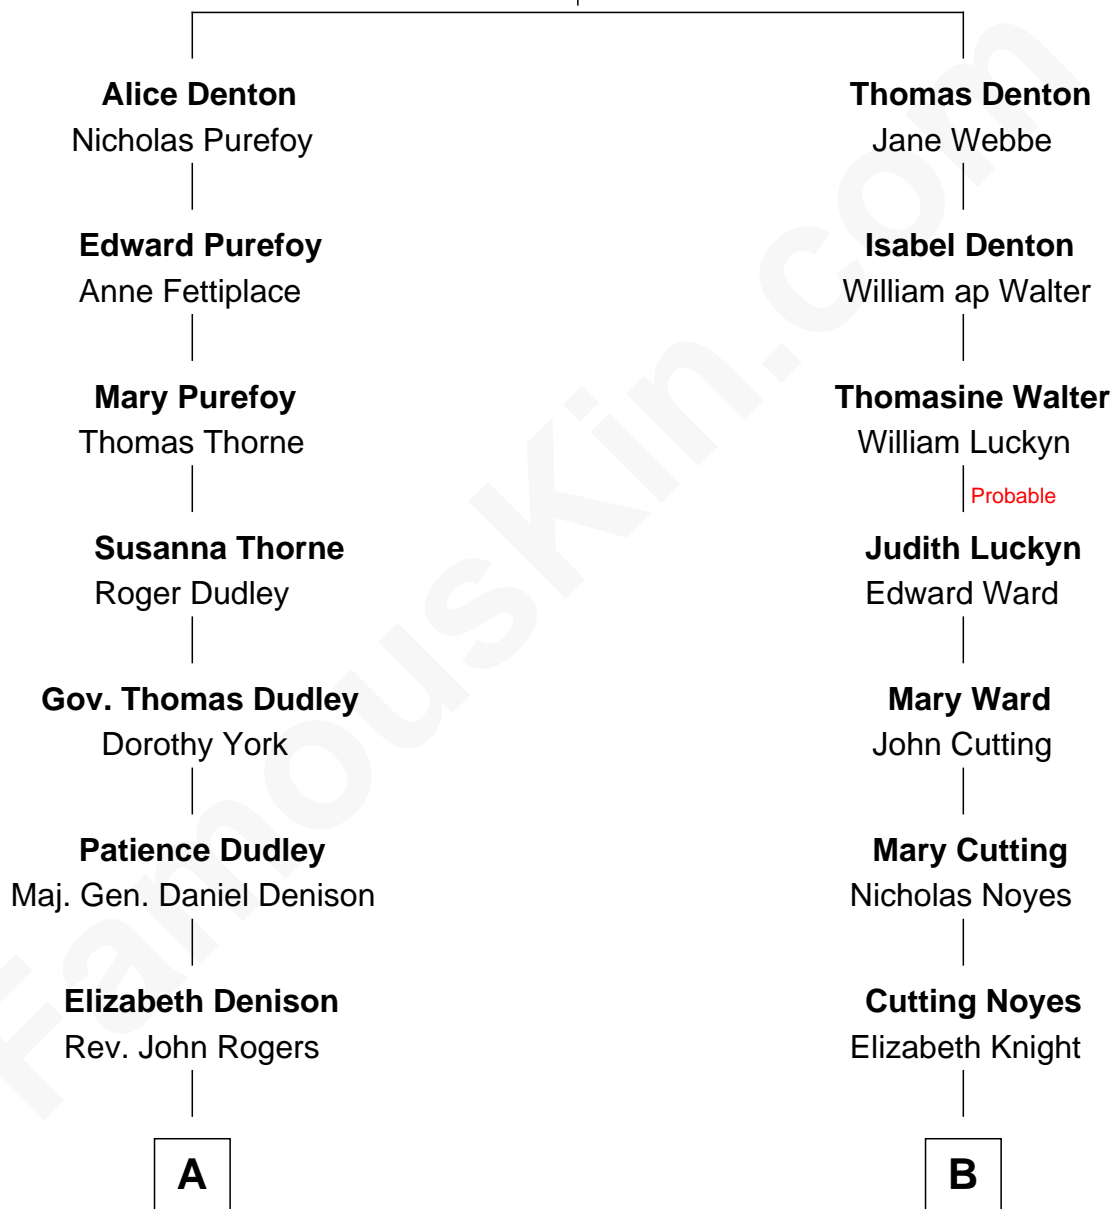 Alice Denton
Nicholas Purefoy
Edward Purefoy
Anne Fettiplace
Mary Purefoy
Thomas Thorne
Susanna Thorne
Roger Dudley
Gov. Thomas Dudley
Dorothy York
Patience Dudley
Maj. Gen. Daniel Denison
Elizabeth Denison
Rev. John Rogers
A
Thomas Denton
Jane Webbe
Isabel Denton
William ap Walter
Thomasine Walter
William Luckyn
Probable
Judith Luckyn
Edward Ward
Mary Ward
John Cutting
Mary Cutting
Nicholas Noyes
Cutting Noyes
Elizabeth Knight
B
FamousKin.com